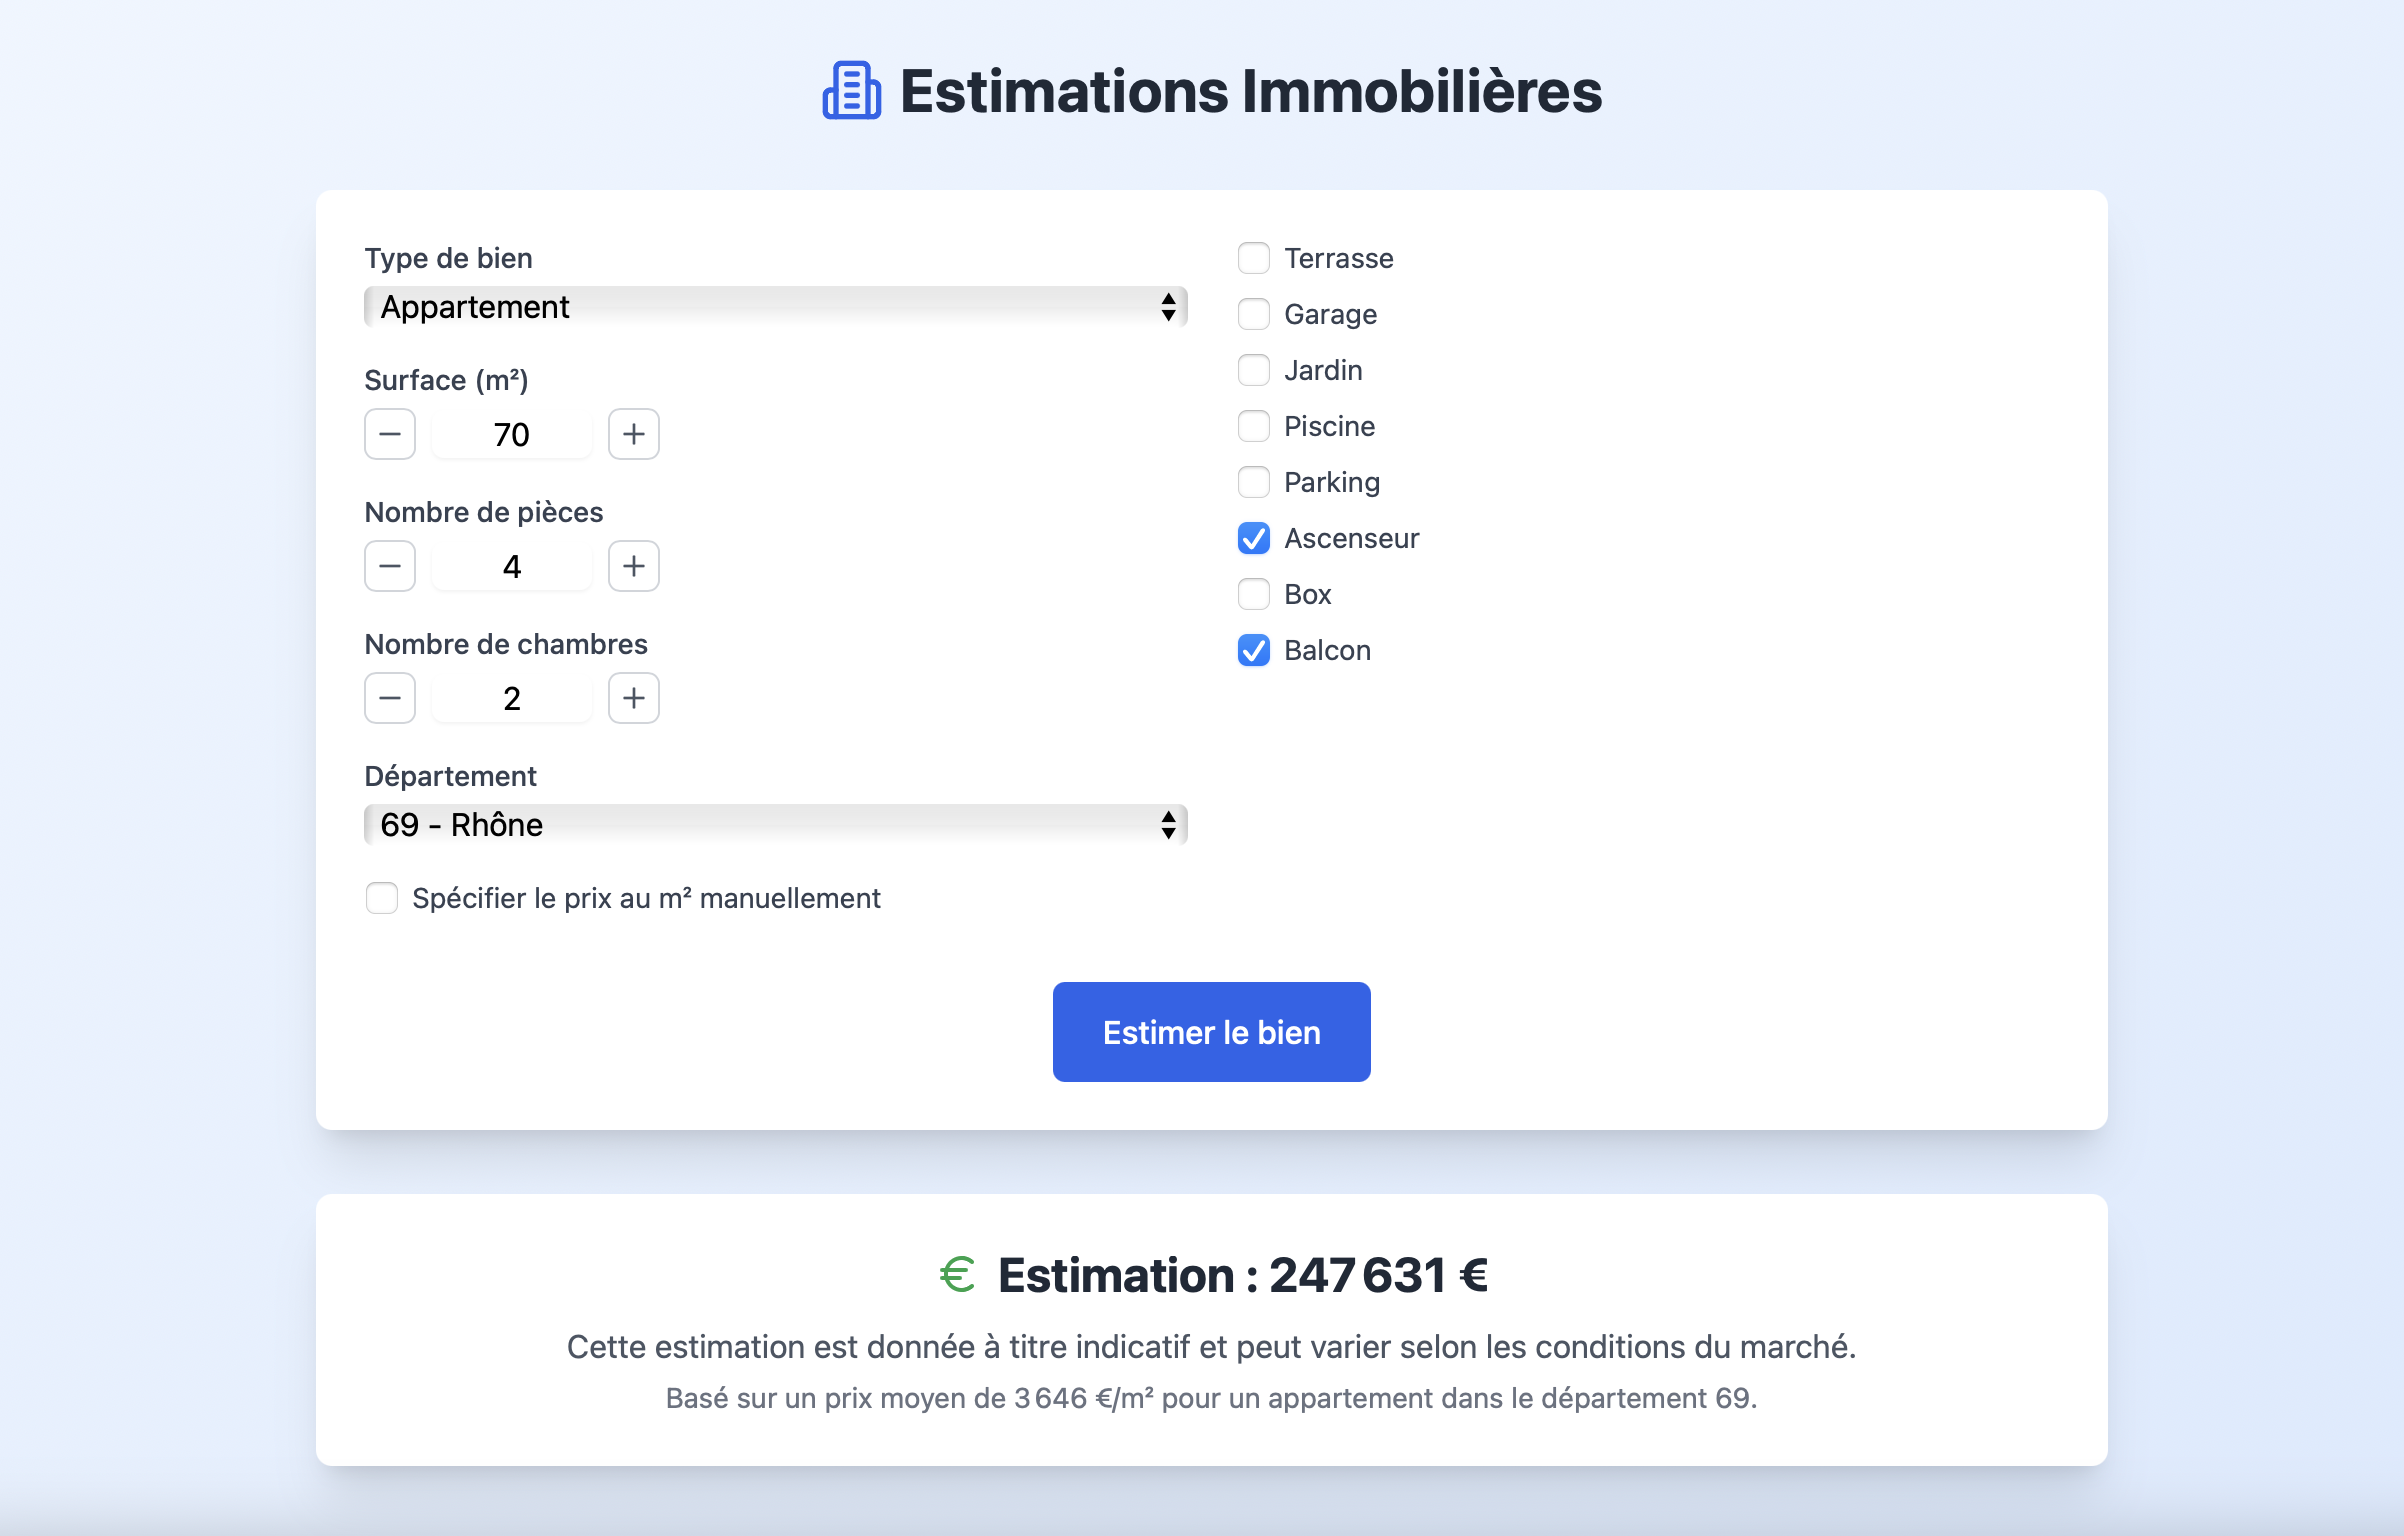 Estimations Immobilières
Type de bien
Appartement
Surface (m²)
70
Nombre de pièces
4
Nombre de chambres
2
Département
69 - Rhône
Spécifier le prix au m² manuellement
Terrasse
Garage
Jardin
Piscine
Parking
Ascenseur
Box
Balcon
Estimer le bien
€ Estimation : 247 631 €
Cette estimation est donnée à titre indicatif et peut varier selon les conditions du marché.
Basé sur un prix moyen de 3 646 €/m² pour un appartement dans le département 69.